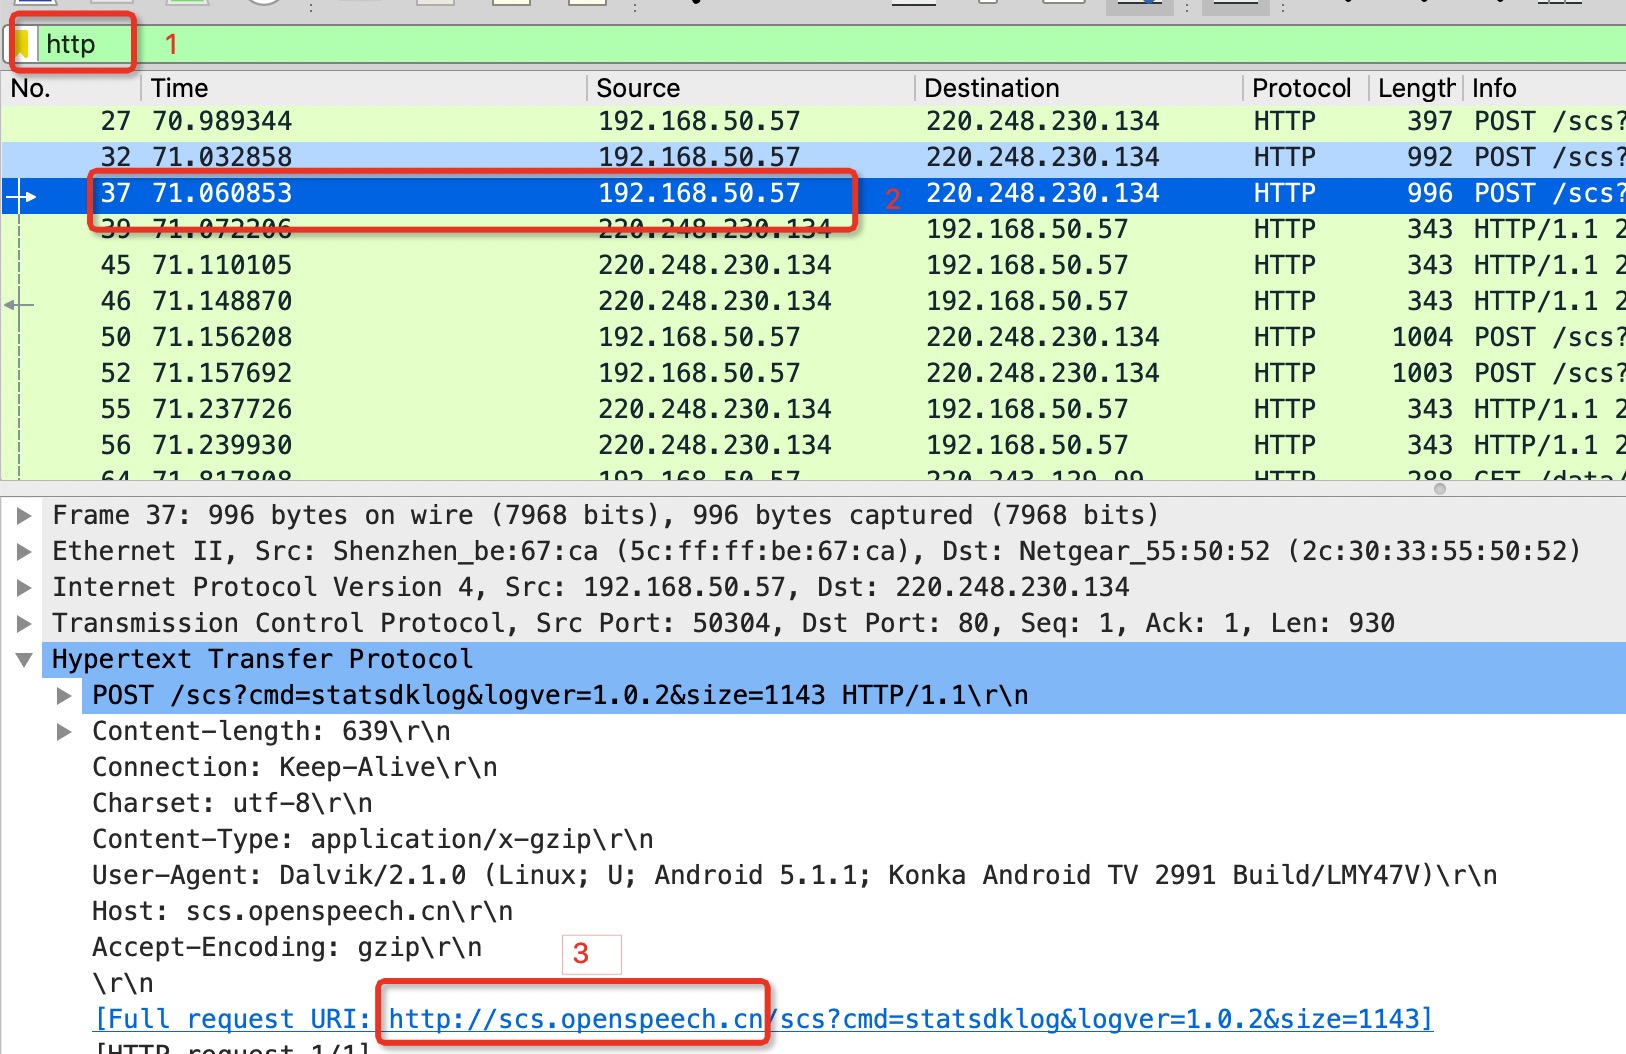 http 1
No. Time Source Destination Protocol Length Info
27 70.989344 192.168.50.57 220.248.230.134 HTTP 397 POST /scs?
32 71.032858 192.168.50.57 220.248.230.134 HTTP 992 POST /scs?
37 71.060853 192.168.50.57 2 220.248.230.134 HTTP 996 POST /scs?
39 71.072206 220.248.230.134 192.168.50.57 HTTP 343 HTTP/1.1 2
45 71.110105 220.248.230.134 192.168.50.57 HTTP 343 HTTP/1.1 2
46 71.148870 220.248.230.134 192.168.50.57 HTTP 343 HTTP/1.1 2
50 71.156208 192.168.50.57 220.248.230.134 HTTP 1004 POST /scs?
52 71.157692 192.168.50.57 220.248.230.134 HTTP 1003 POST /scs?
55 71.237726 220.248.230.134 192.168.50.57 HTTP 343 HTTP/1.1 2
56 71.239930 220.248.230.134 192.168.50.57 HTTP 343 HTTP/1.1 2
64 71.817808 192.168.50.57 220.243.129.99 HTTP 288 GET /data/
Frame 37: 996 bytes on wire (7968 bits), 996 bytes captured (7968 bits)
Ethernet II, Src: Shenzhen_be:67:ca (5c:ff:ff:be:67:ca), Dst: Netgear_55:50:52 (2c:30:33:55:50:52)
Internet Protocol Version 4, Src: 192.168.50.57, Dst: 220.248.230.134
Transmission Control Protocol, Src Port: 50304, Dst Port: 80, Seq: 1, Ack: 1, Len: 930
Hypertext Transfer Protocol
POST /scs?cmd=statsdklog&logver=1.0.2&size=1143 HTTP/1.1\r\n
Content-length: 639\r\n
Connection: Keep-Alive\r\n
Charset: utf-8\r\n
Content-Type: application/x-gzip\r\n
User-Agent: Dalvik/2.1.0 (Linux; U; Android 5.1.1; Konka Android TV 2991 Build/LMY47V)\r\n
Host: scs.openspeech.cn\r\n
Accept-Encoding: gzip\r\n
3
\r\n
[Full request URI: http://scs.openspeech.cn/scs?cmd=statsdklog&logver=1.0.2&size=1143]
[HTTP request 1/1]